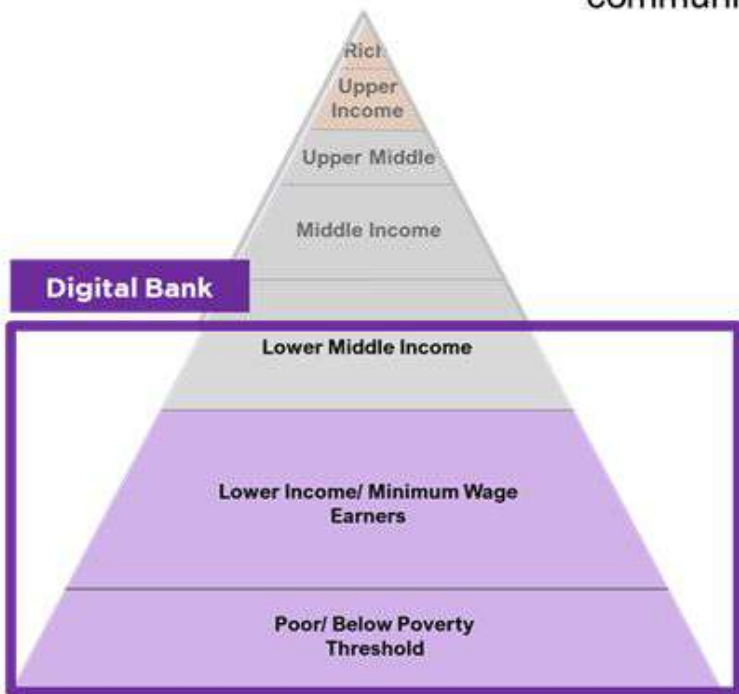 Rich
Upper
Income
Upper Middle
Middle Income
Digital Bank
Lower Middle Income
Lower Income/ Minimum Wage
Earners
Poor/ Below Poverty
Threshold